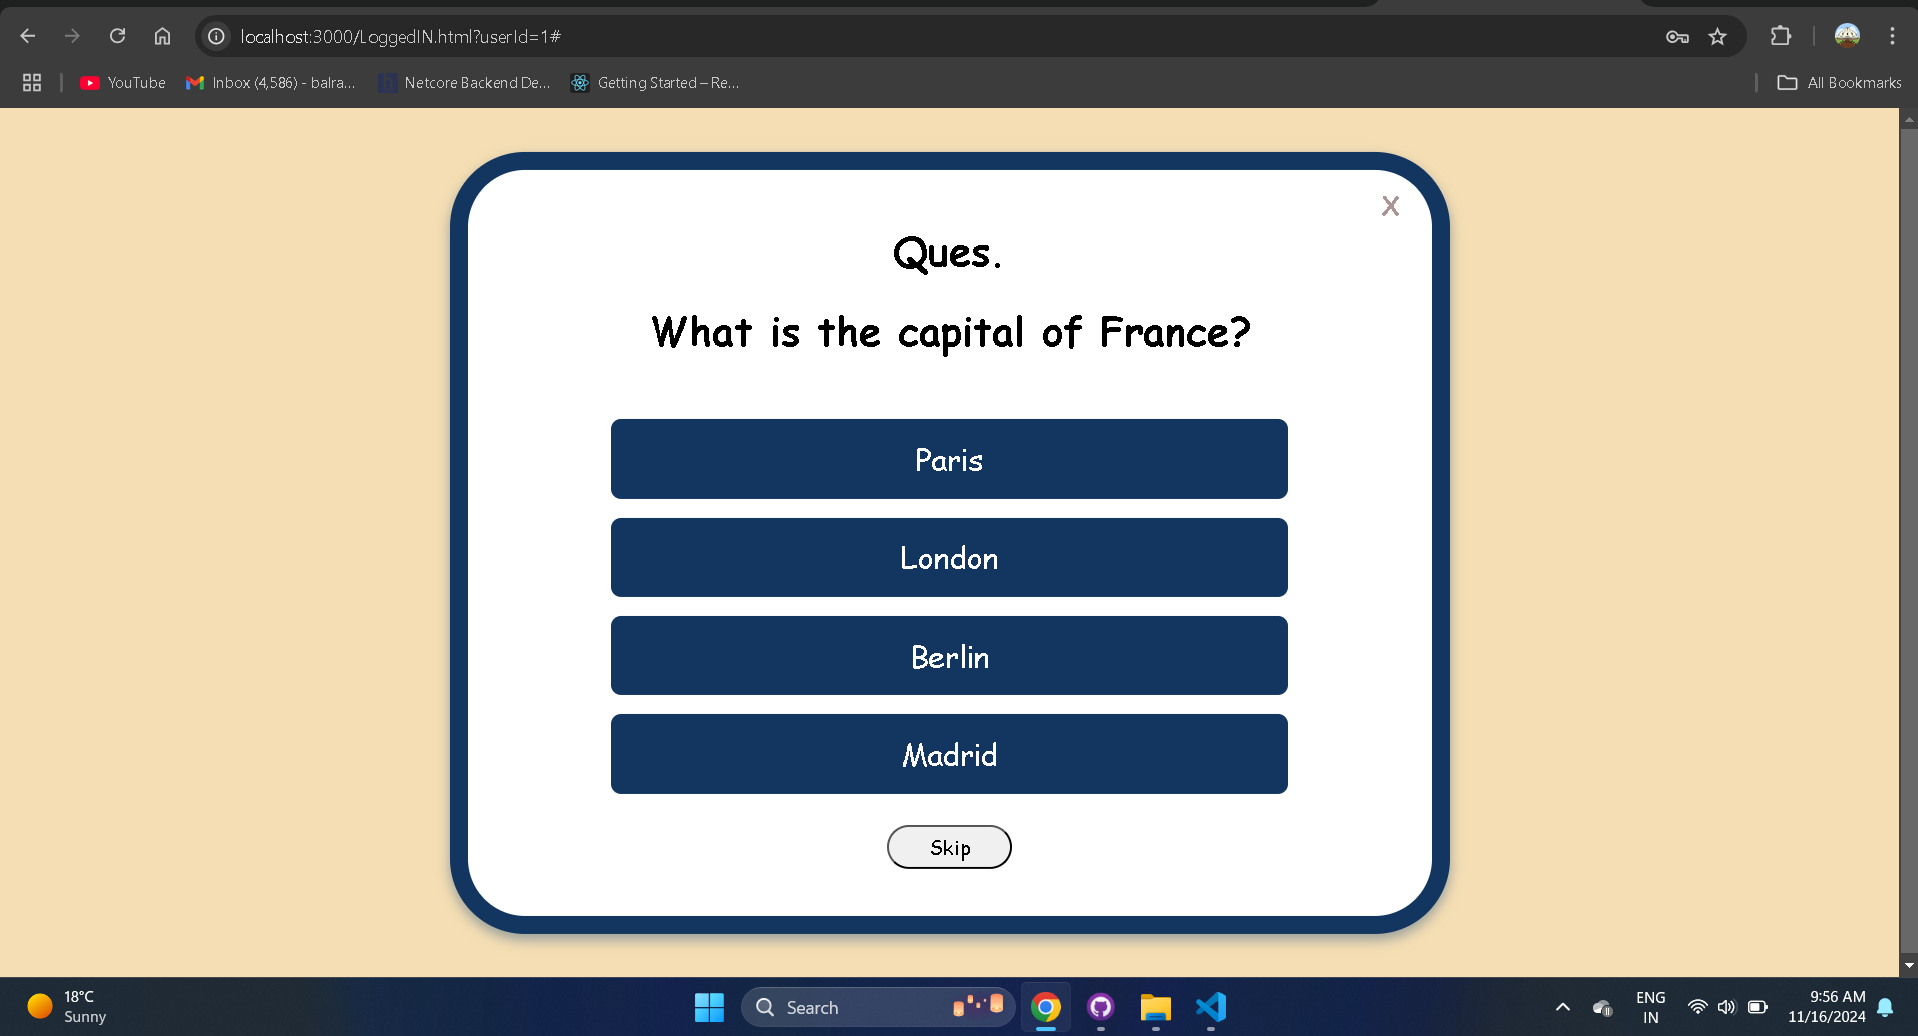 localhost:3000/LoggedIN.html?userId=1#
YouTube
Inbox (4,586) - balra...
Netcore Backend De...
Getting Started – Re...
All Bookmarks
X
Ques.
What is the capital of France?
Paris
London
Berlin
Madrid
Skip
18°C
Sunny
Search
ENG
IN
9:56 AM
11/16/2024